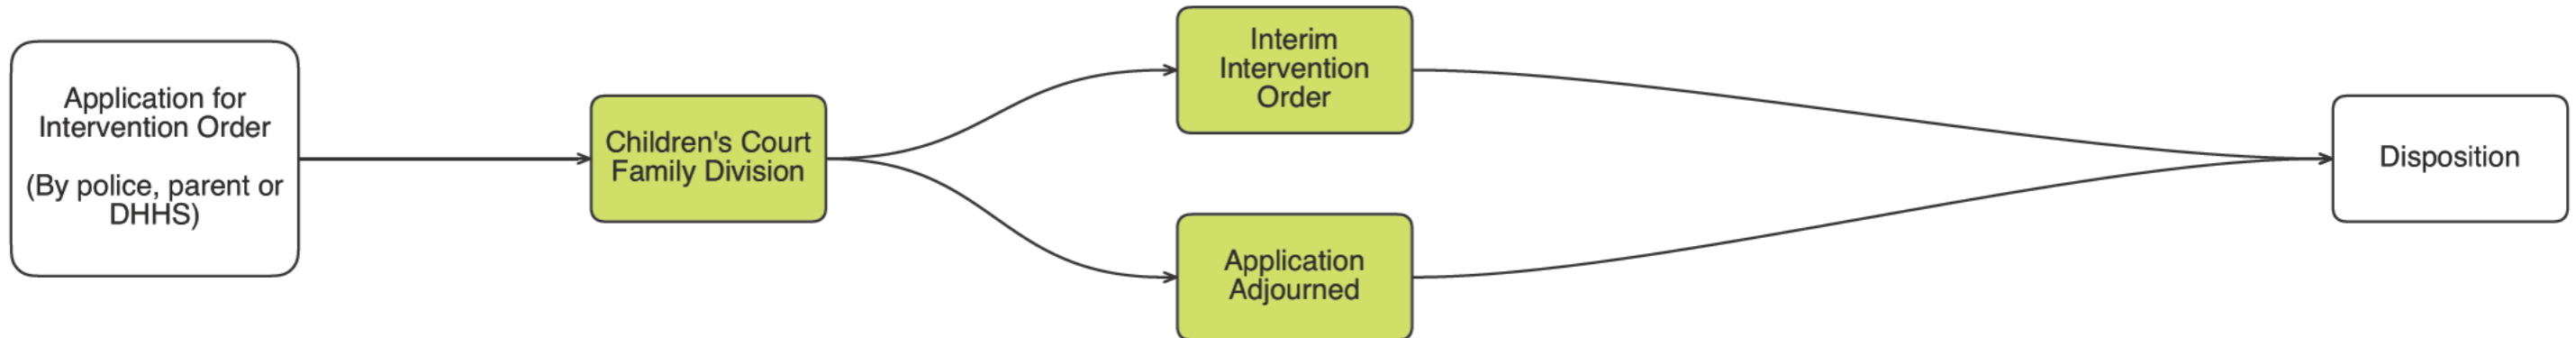 Application for
Intervention Order
(By police, parent or
DHHS)
Children's Court
Family Division
Interim
Intervention
Order
Application
Adjourned
Disposition